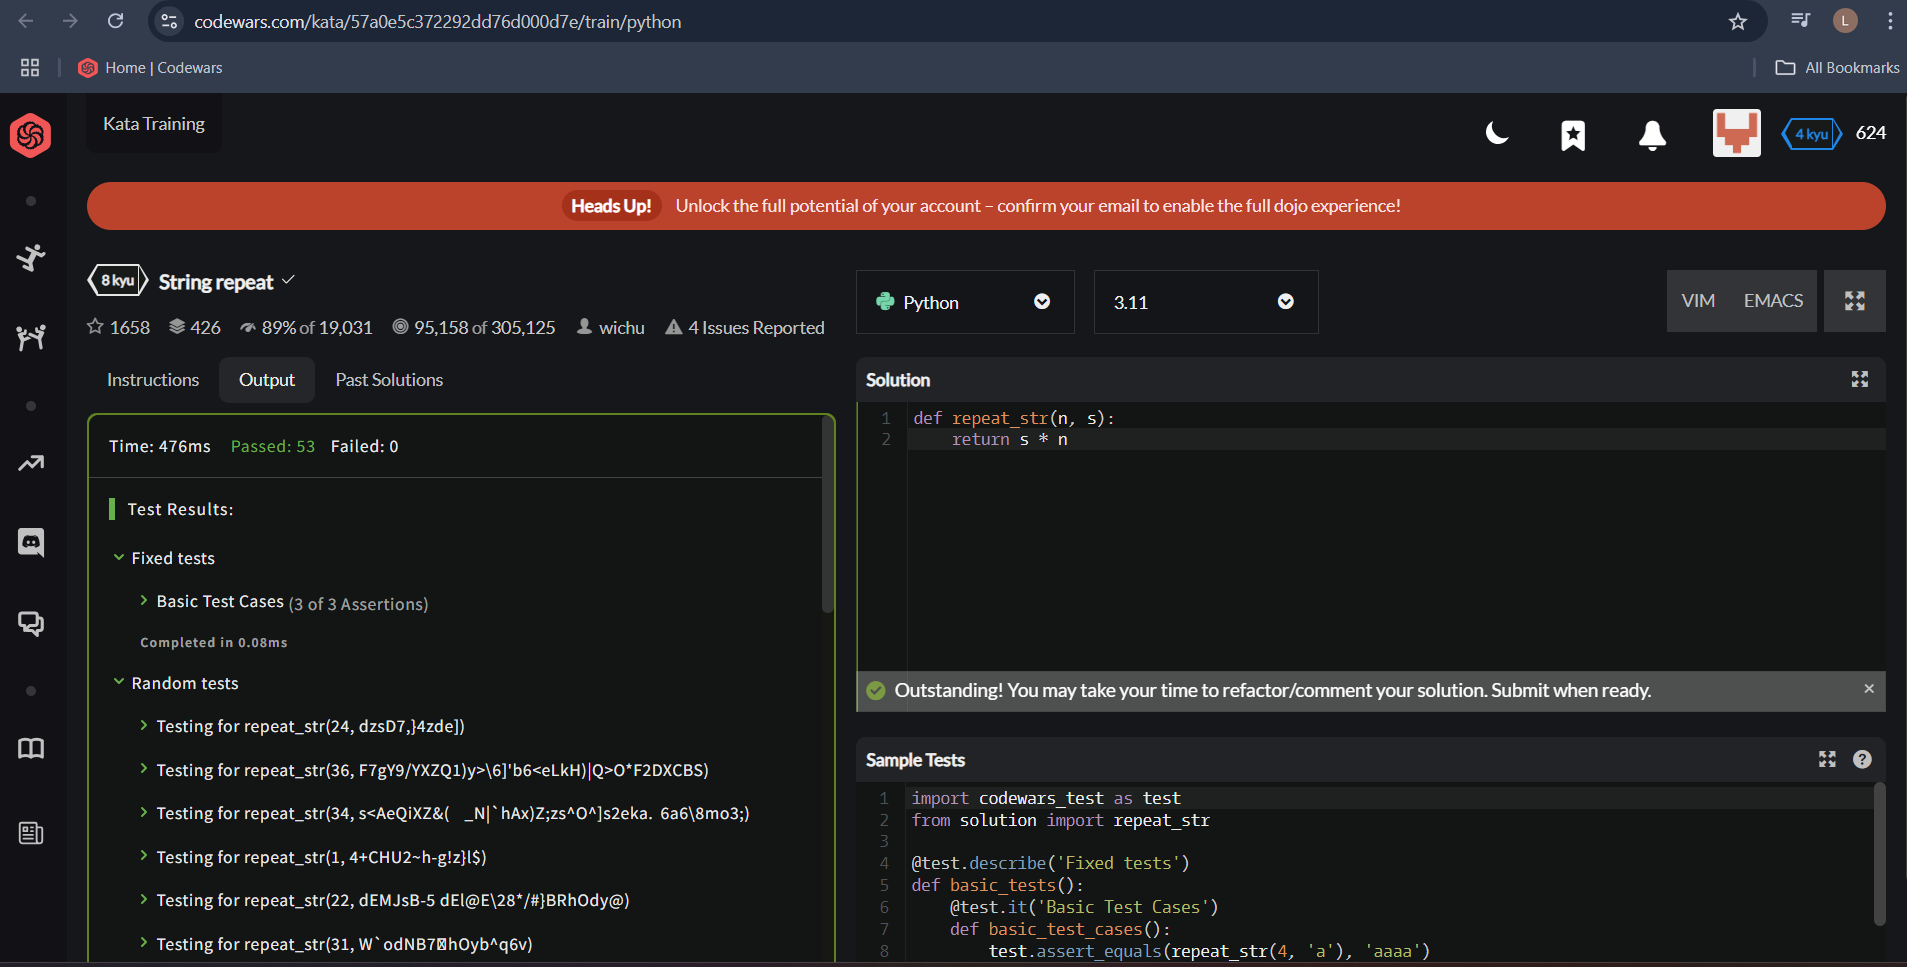 codewars.com/kata/57a0e5c372292dd76d000d7e/train/python
L
Home | Codewars
All Bookmarks
Kata Training
4 kyu
624
Heads Up! Unlock the full potential of your account – confirm your email to enable the full dojo experience!
8 kyu String repeat
1658 426 89% of 19,031 95,158 of 305,125 wichu 4 Issues Reported
Python
3.11
VIM EMACS
Instructions Output Past Solutions
Time: 476ms Passed: 53 Failed: 0
Test Results:
Fixed tests
Basic Test Cases (3 of 3 Assertions)
Completed in 0.08ms
Random tests
Testing for repeat_str(24, dzsD7,}4zde])
Testing for repeat_str(36, F7gY9/YXZQ1)y>\6]'b6<eLkH)|Q>O*F2DXCBS)
Testing for repeat_str(34, s<AeQiXZ&( _N|`hAx)Z;zs^O^]s2eka. 6a6\8mo3;)
Testing for repeat_str(1, 4+CHU2~h-g!z}l$)
Testing for repeat_str(22, dEMJsB-5 dEl@E\28*/#}BRhOdy@)
Testing for repeat_str(31, W`odNB7hOyb^q6v)
Solution
1 def repeat_str(n, s):
2 return s * n
Outstanding! You may take your time to refactor/comment your solution. Submit when ready.
Sample Tests
1 import codewars_test as test
2 from solution import repeat_str
3
4 @test.describe('Fixed tests')
5 def basic_tests():
6 @test.it('Basic Test Cases')
7 def basic_test_cases():
8 test.assert_equals(repeat_str(4, 'a'), 'aaaa')